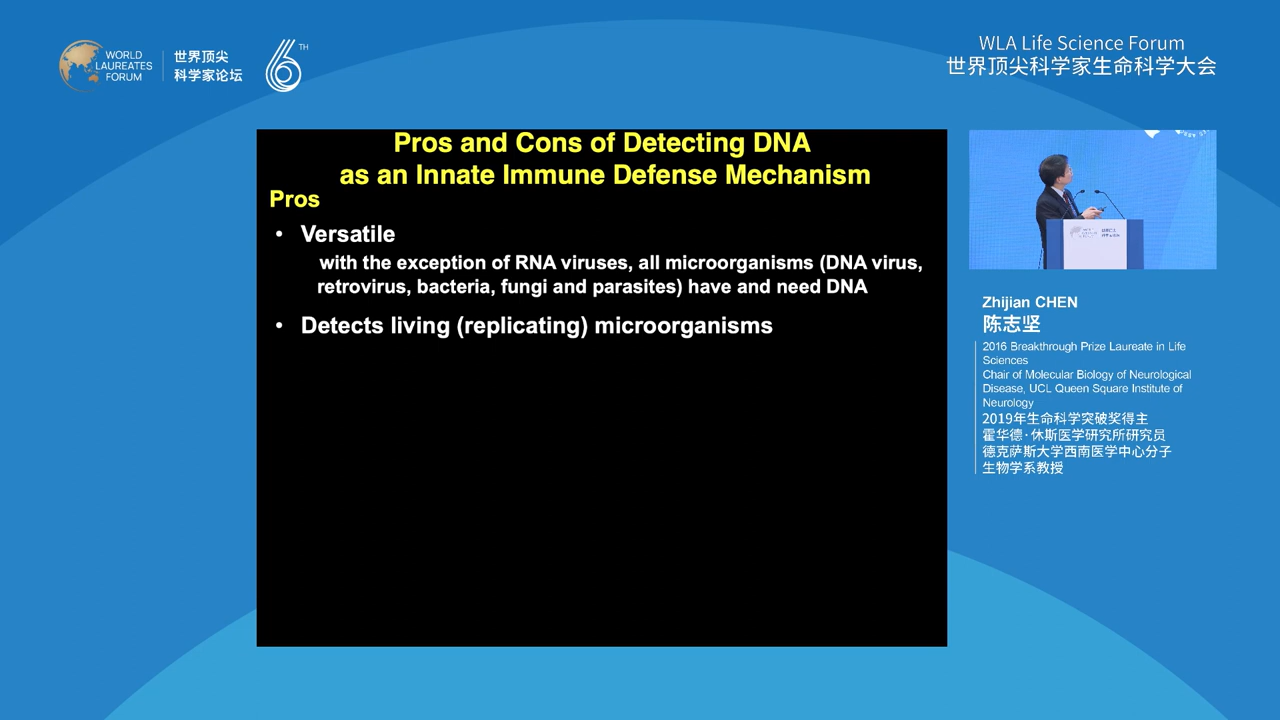 WORLD
LAUREATES
FORUM
世界顶尖
科学家论坛
6TH
WLA Life Science Forum
世界顶尖科学家生命科学大会
Pros and Cons of Detecting DNA
as an Innate Immune Defense Mechanism
Pros
• Versatile
with the exception of RNA viruses, all microorganisms (DNA virus,
retrovirus, bacteria, fungi and parasites) have and need DNA
• Detects living (replicating) microorganisms
Zhijian CHEN
陈志坚
2016 Breakthrough Prize Laureate in Life
Sciences
Chair of Molecular Biology of Neurological
Disease, UCL Queen Square Institute of
Neurology
2019年生命科学突破奖得主
霍华德·休斯医学研究所研究员
德克萨斯大学西南医学中心分子
生物学系教授